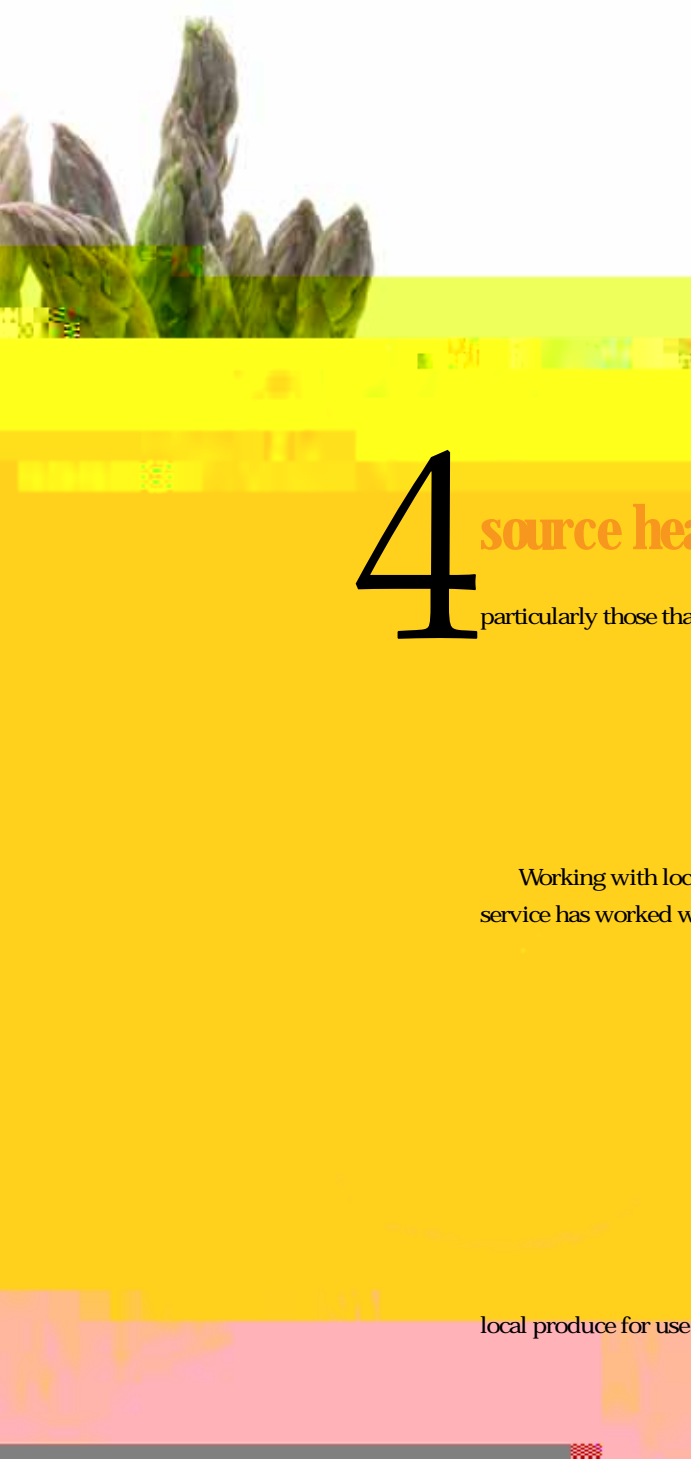 4
source hea
particularly those tha
Working with loc
service has worked w
local produce for use